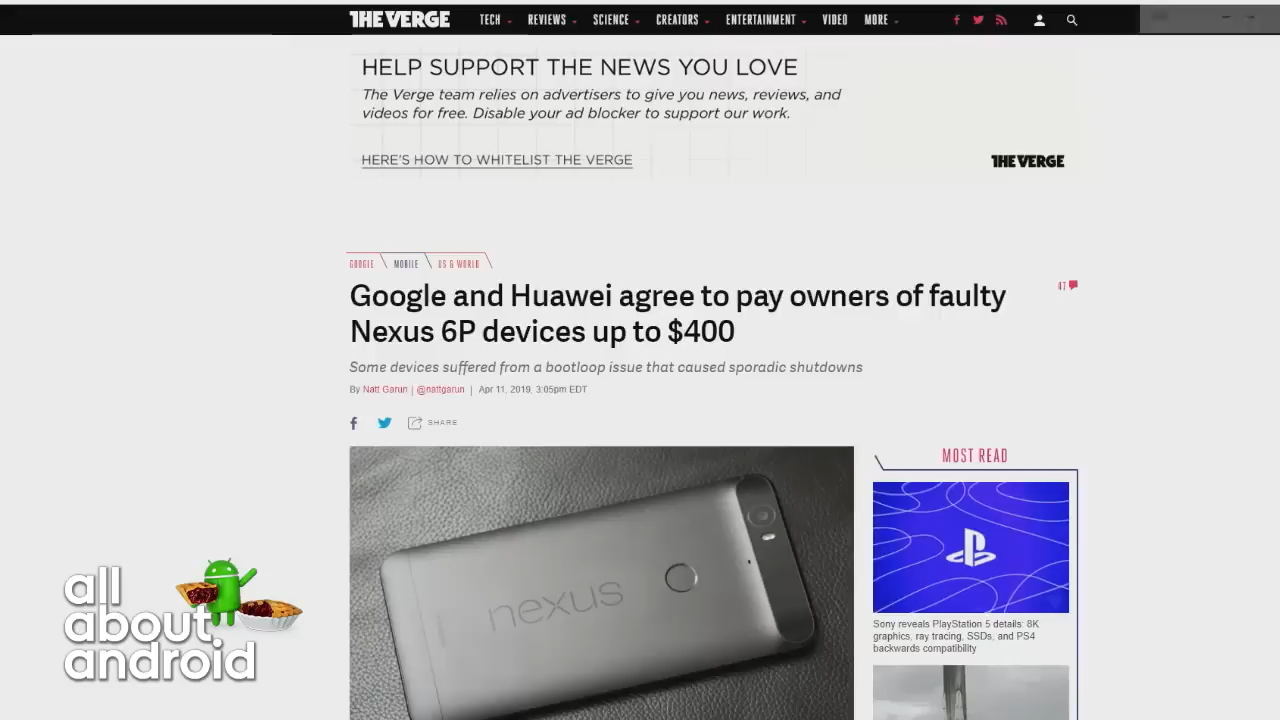 THE VERGE
TECH REVIEWS SCIENCE CREATORS ENTERTAINMENT VIDEO MORE
HELP SUPPORT THE NEWS YOU LOVE
The Verge team relies on advertisers to give you news, reviews, and
videos for free. Disable your ad blocker to support our work.
HERE'S HOW TO WHITELIST THE VERGE
THE VERGE
GOOGLE MOBILE US & WORLD
Google and Huawei agree to pay owners of faulty
Nexus 6P devices up to $400
47
Some devices suffered from a bootloop issue that caused sporadic shutdowns
By Natt Garun | @nattgarun | Apr 11, 2019, 3:05pm EDT
SHARE
nexus
MOST READ
Sony reveals PlayStation 5 details: 8K
graphics, ray tracing, SSDs, and PS4
backwards compatibility
all
about
android